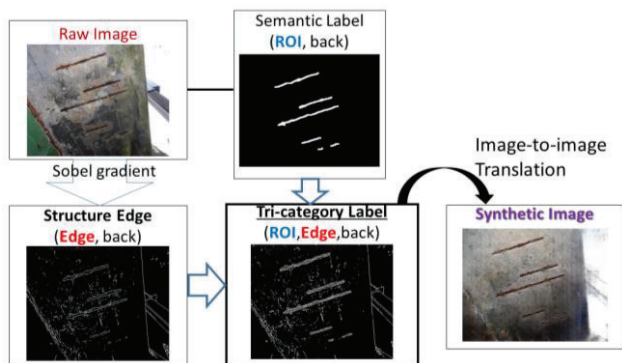 Raw Image
Semantic Label
(ROI, back)
Sobel gradient
Image-to-image
Translation
Structure Edge
(Edge, back)
Tri-category Label
(ROI,Edge,back)
Synthetic Image